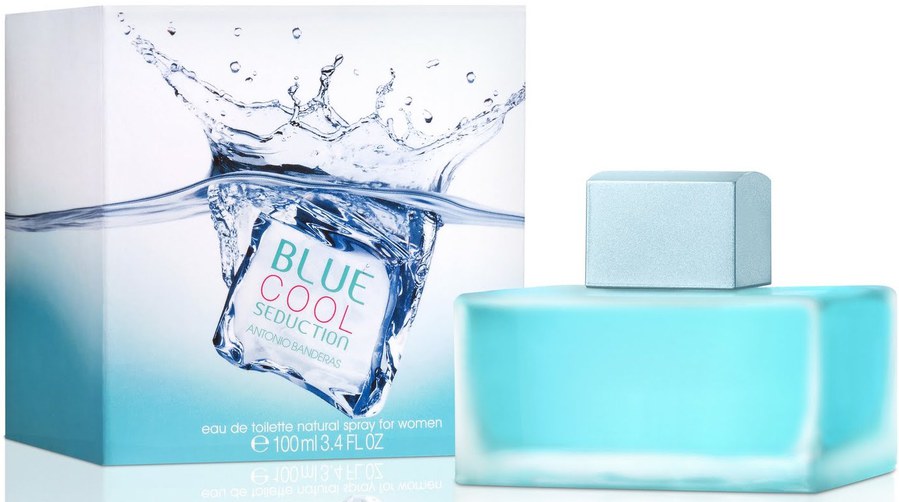 BLUE
COOL
SEDUCTION
ANTONIO BANDERAS
eau de toilette natural spray for women
℮ 100 ml 3.4 FL OZ